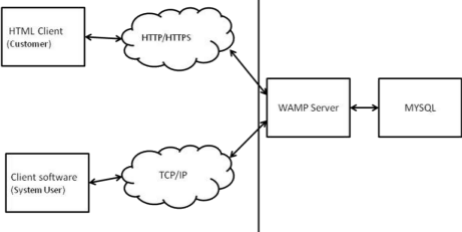 HTML Client
(Customer)
HTTP/HTTPS
WAMP Server
MYSQL
Client software
(System User)
TCP/IP